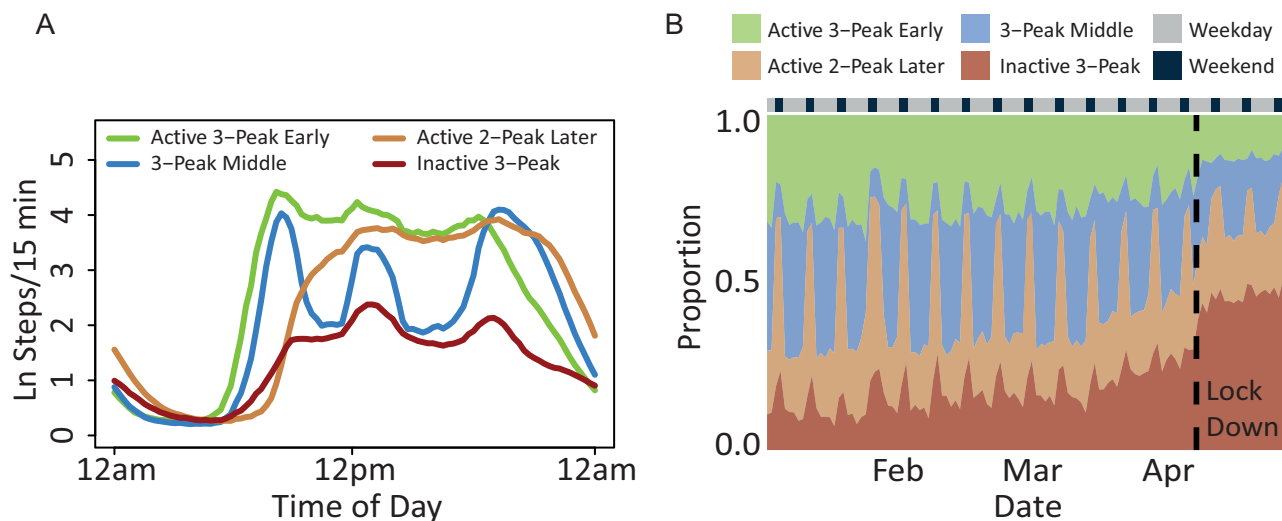 A
Active 3−Peak Early
Active 2−Peak Later
3−Peak Middle
Inactive 3−Peak
Ln Steps/15 min
5
4
3
2
1
0
12am
12pm
12am
Time of Day
B
Active 3−Peak Early
3−Peak Middle
Weekday
Active 2−Peak Later
Inactive 3−Peak
Weekend
Proportion
1.0
0.5
0.0
Lock
Down
Feb
Mar
Apr
Date